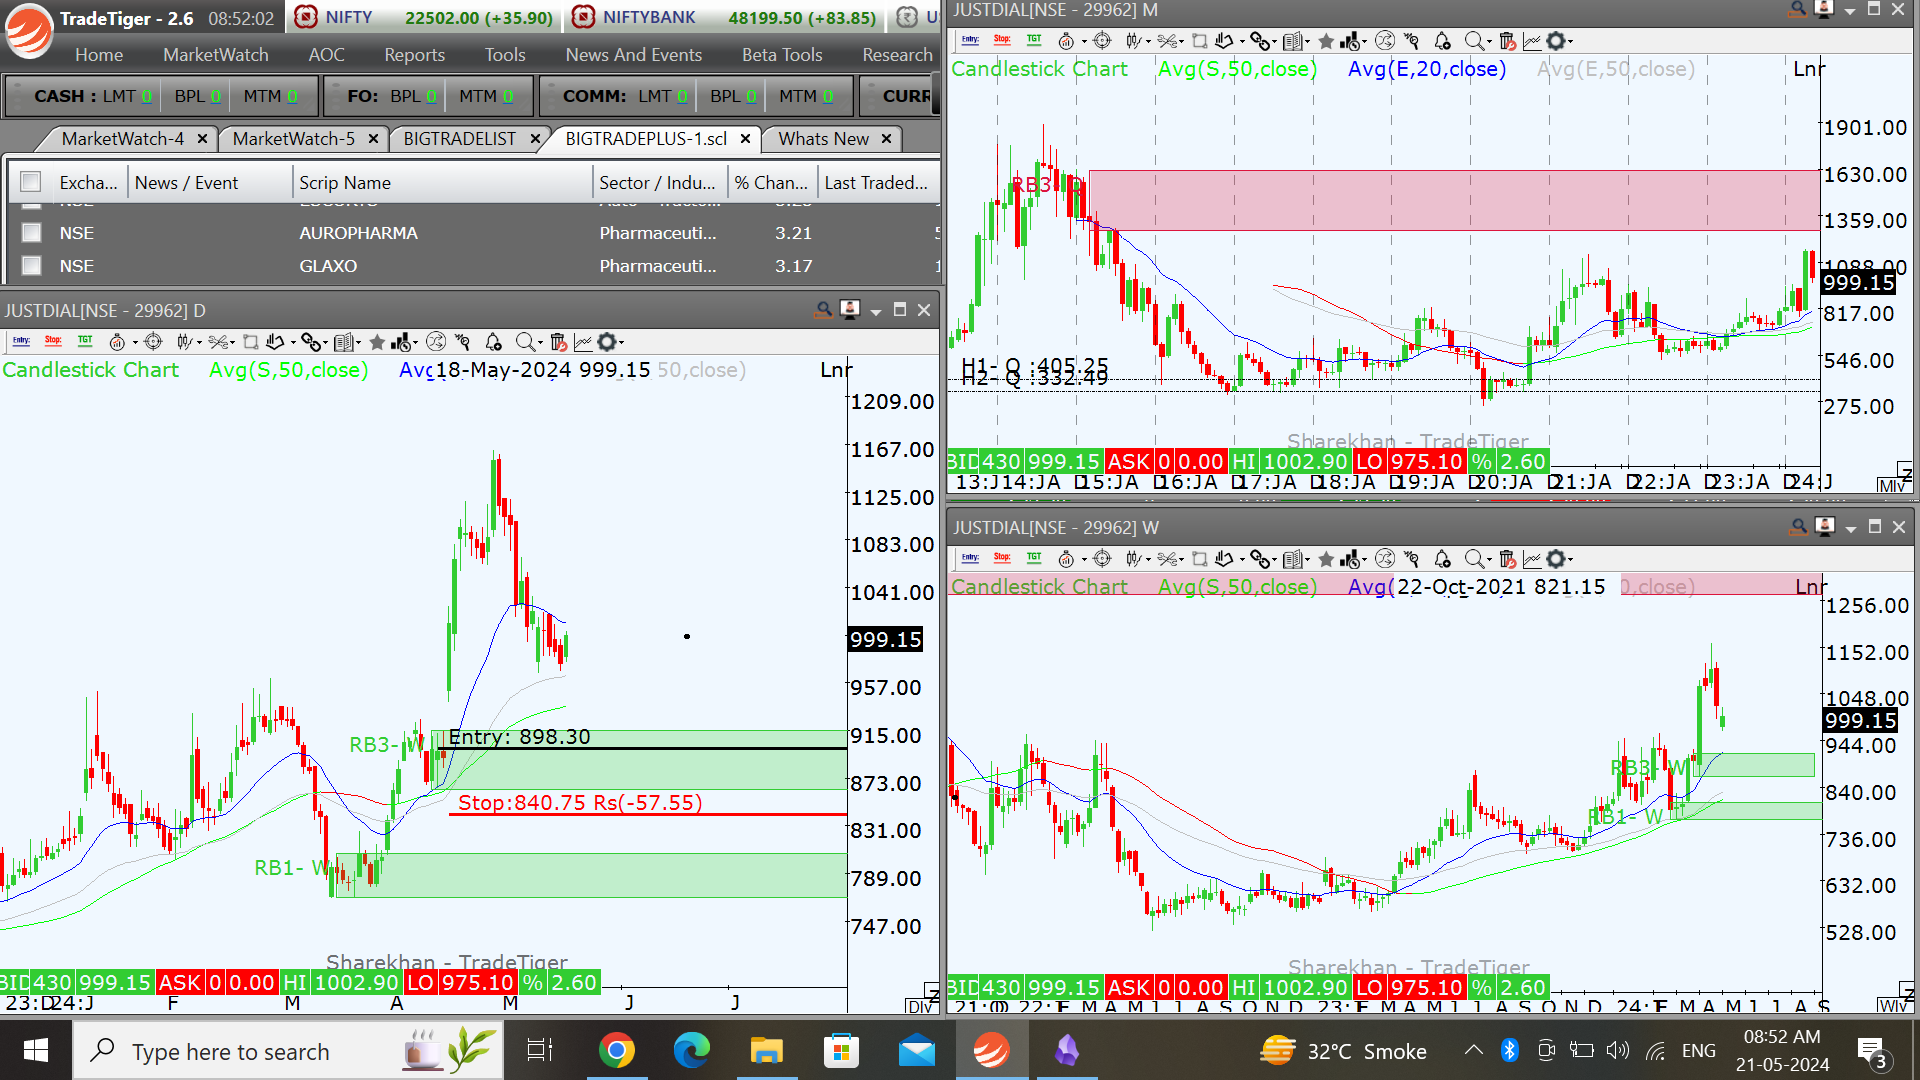 TradeTiger - 2.6 08:52:02 NIFTY 22502.00 (+35.90) NIFTYBANK 48199.50 (+83.85)
Home MarketWatch AOC Reports Tools News And Events Beta Tools Research
CASH : LMT 0 BPL 0 MTM 0 FO: BPL 0 MTM 0 COMM: LMT 0 BPL 0 MTM 0 CURR
MarketWatch-4 MarketWatch-5 BIGTRADELIST BIGTRADEPLUS-1.scl Whats New
Excha... News / Event Scrip Name Sector / Indu... % Chan... Last Traded...
NSE AUROPHARMA Pharmaceuti... 3.21
NSE GLAXO Pharmaceuti... 3.17
JUSTDIAL[NSE - 29962] D
Entry: Stop: TGT
Candlestick Chart Avg(S,50,close) 18-May-2024 999.15 50,close) Lnr
1209.00
1167.00
1125.00
1083.00
1041.00
999.15
957.00
915.00
873.00
831.00
789.00
747.00
RB3- W Entry: 898.30
Stop:840.75 Rs(-57.55)
RB1- W
Sharekhan - TradeTiger
BID 430 999.15 ASK 0 0.00 HI 1002.90 LO 975.10 % 2.60
23:D 24:J F M A M J J
JUSTDIAL[NSE - 29962] M
Entry: Stop: TGT
Candlestick Chart Avg(S,50,close) Avg(E,20,close) Avg(E,50,close) Lnr
1901.00
1630.00
1359.00
1088.00
999.15
817.00
546.00
275.00
RB3- Q
H1- Q :405.25
H2- Q :332.49
Sharekhan - TradeTiger
BID 430 999.15 ASK 0 0.00 HI 1002.90 LO 975.10 % 2.60
13:J 14:JA D 15:JA D 16:JA D 17:JA D 18:JA D 19:JA D 20:JA D 21:JA D 22:JA D 23:JA D 24:J
JUSTDIAL[NSE - 29962] W
Entry: Stop: TGT
Candlestick Chart Avg(S,50,close) Avg( 22-Oct-2021 821.15 0,close) Lnr
1256.00
1152.00
1048.00
999.15
944.00
840.00
736.00
632.00
528.00
RB3- W
RB1- W
Sharekhan - TradeTiger
BID 430 999.15 ASK 0 0.00 HI 1002.90 LO 975.10 % 2.60
Type here to search
32°C Smoke
ENG
08:52 AM
21-05-2024
3